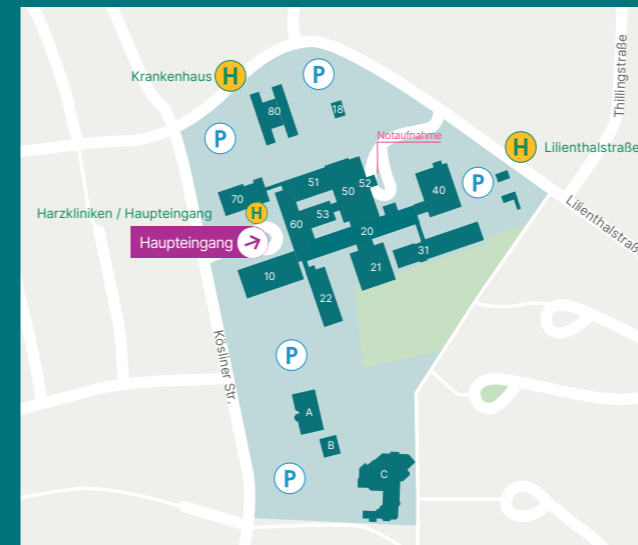 Krankenhaus H
P
P
80
18
Thillingstraße
Notaufnahme
H Lilienthalstraße
51
52
50
40
P
70
Harzkliniken / Haupteingang H
53
60
20
Haupteingang
31
10
21
22
Lilienthalstraß
Kösliner Str.
P
A
B
C
P